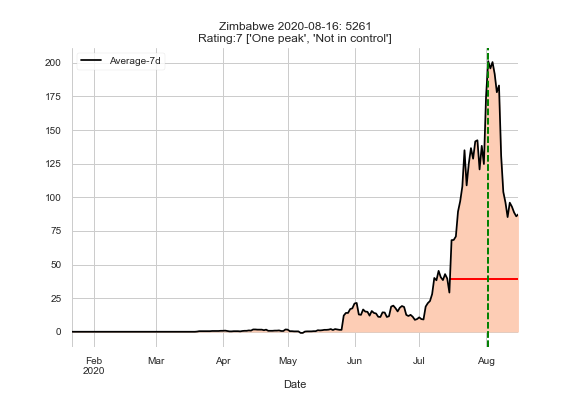 Zimbabwe 2020-08-16: 5261
Rating:7 ['One peak', 'Not in control']
Average-7d
200
175
150
125
100
75
50
25
0
Feb
2020
Mar
Apr
May
Jun
Jul
Aug
Date